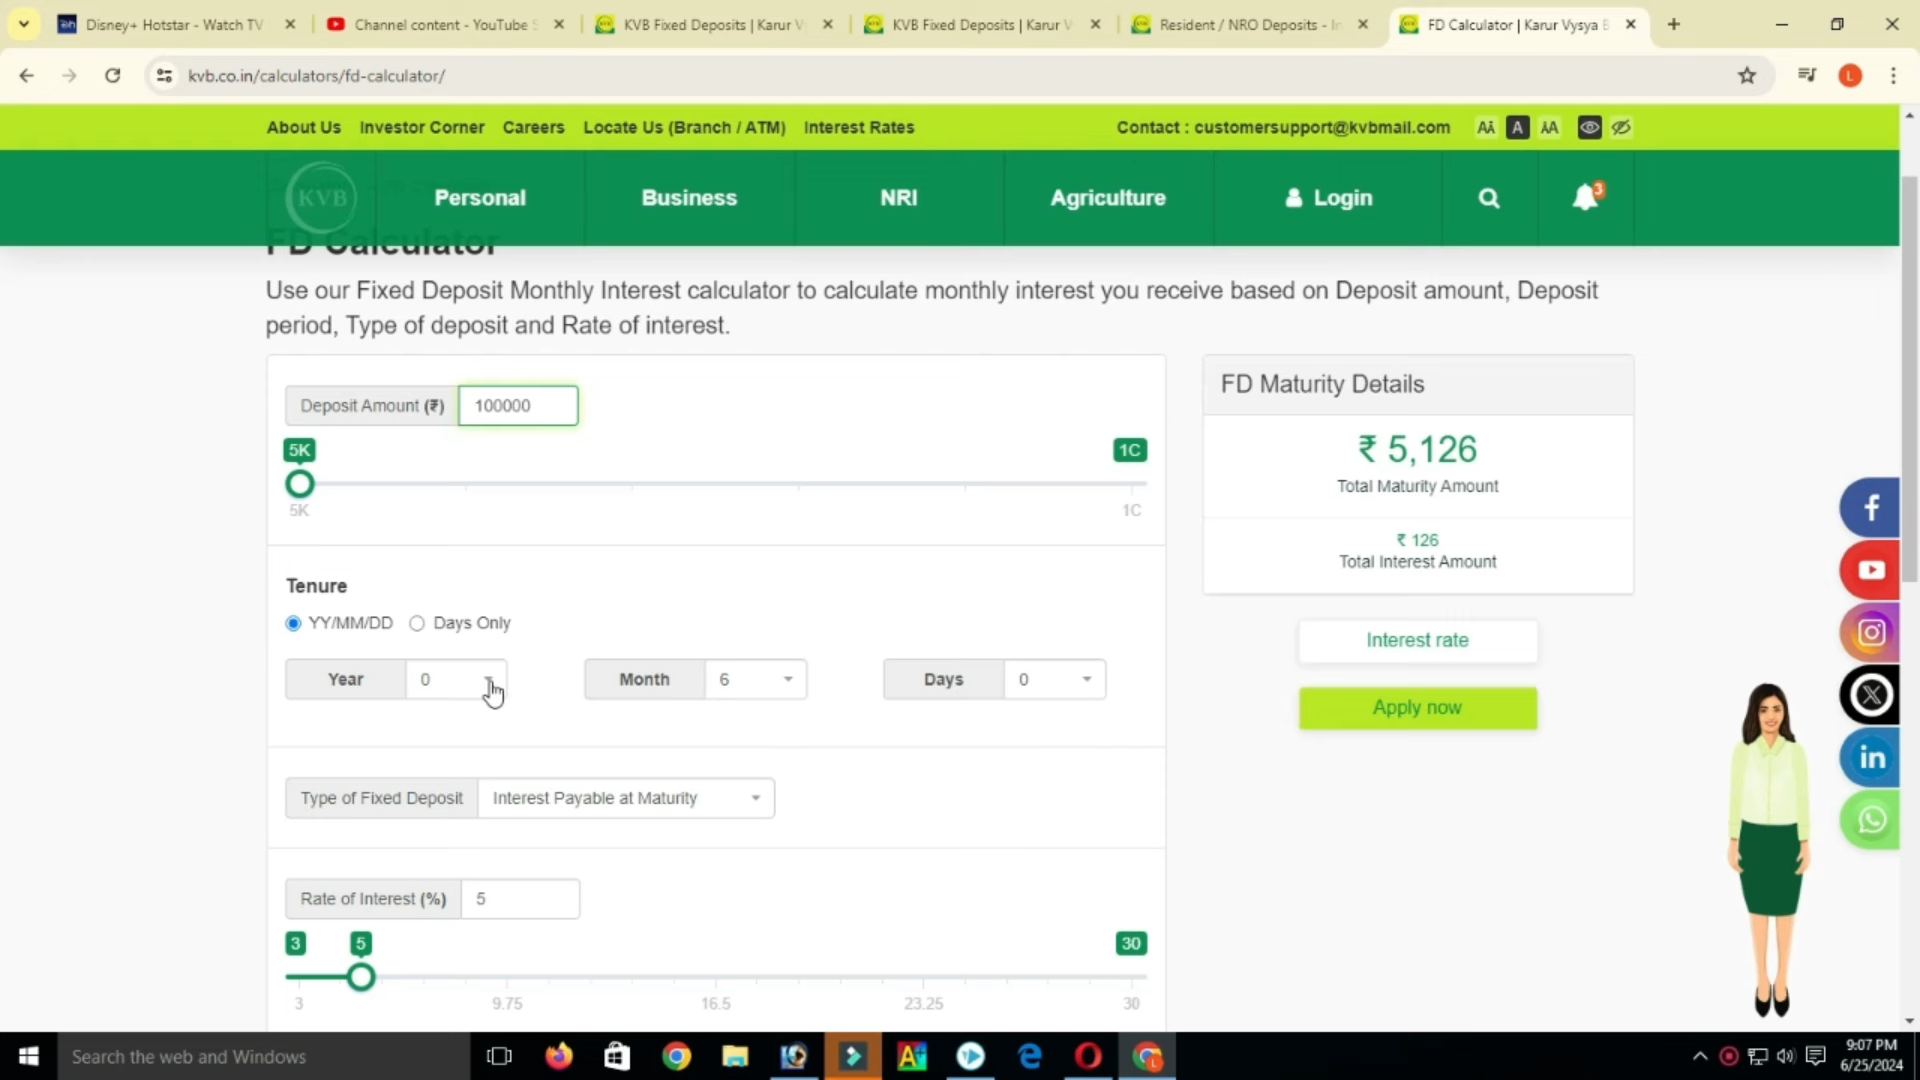 Disney+ Hotstar - Watch TV
Channel content - YouTube S
KVB Fixed Deposits | Karur V
KVB Fixed Deposits | Karur V
Resident / NRO Deposits - In
FD Calculator | Karur Vysya B
kvb.co.in/calculators/fd-calculator/
L
About Us Investor Corner Careers Locate Us (Branch / ATM) Interest Rates Contact : customersupport@kvbmail.com AA A AA
KVB Personal Business NRI Agriculture Login 3
FD Calculator
Use our Fixed Deposit Monthly Interest calculator to calculate monthly interest you receive based on Deposit amount, Deposit
period, Type of deposit and Rate of interest.
Deposit Amount (₹) 100000
5K 1C
5K 1C
Tenure
YY/MM/DD Days Only
Year 0 Month 6 Days 0
Type of Fixed Deposit Interest Payable at Maturity
Rate of Interest (%) 5
3 5 30
3 9.75 16.5 23.25 30
FD Maturity Details
₹ 5,126
Total Maturity Amount
₹ 126
Total Interest Amount
Interest rate
Apply now
Search the web and Windows
9:07 PM
6/25/2024